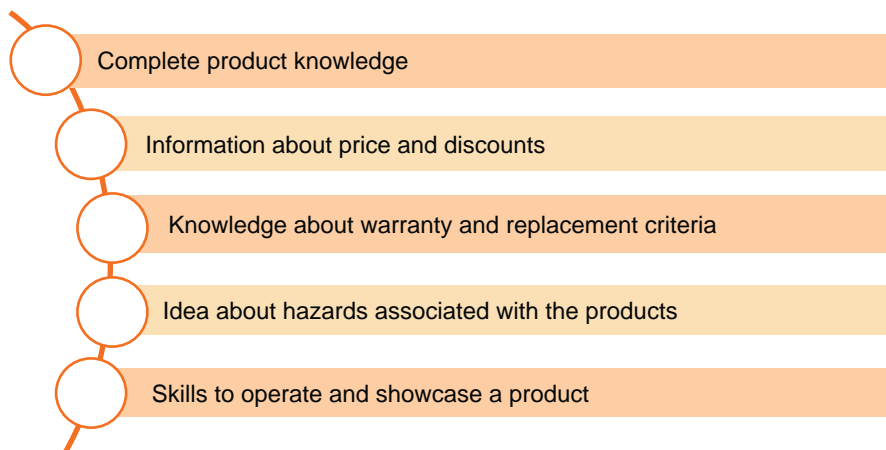 Complete product knowledge
Information about price and discounts
Knowledge about warranty and replacement criteria
Idea about hazards associated with the products
Skills to operate and showcase a product